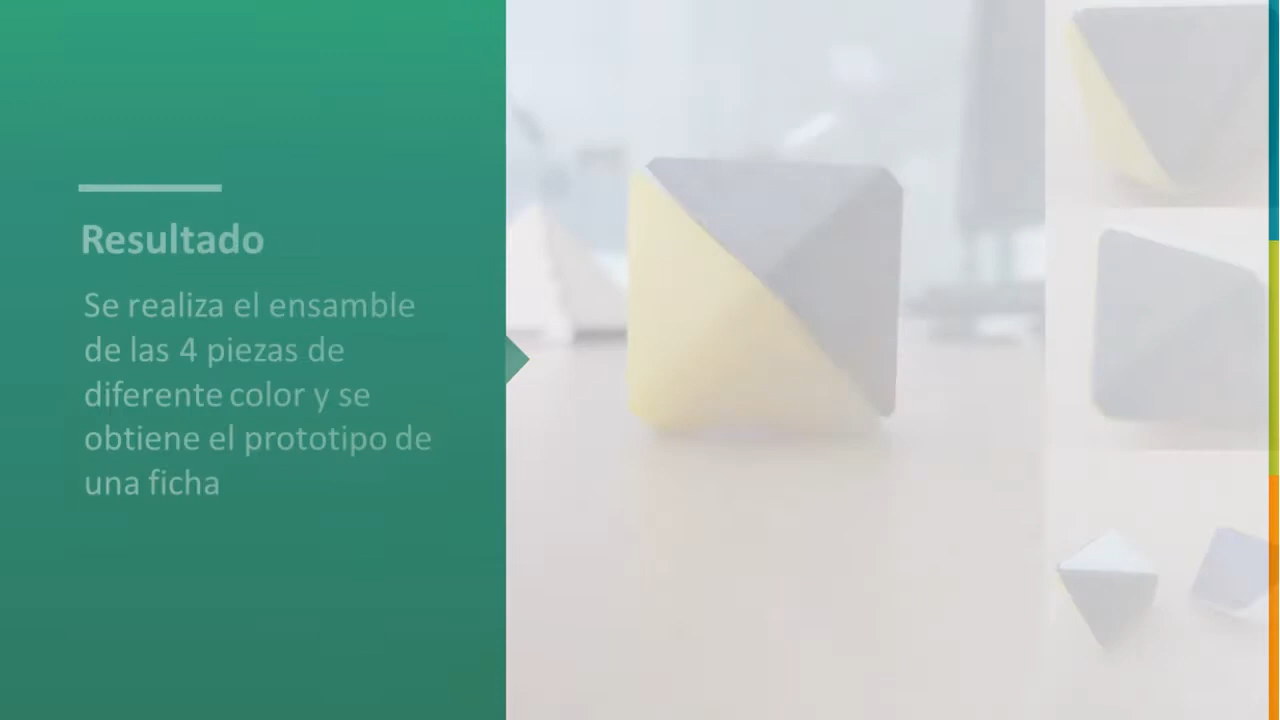 Resultado
Se realiza el ensamble
de las 4 piezas de
diferente color y se
obtiene el prototipo de
una ficha